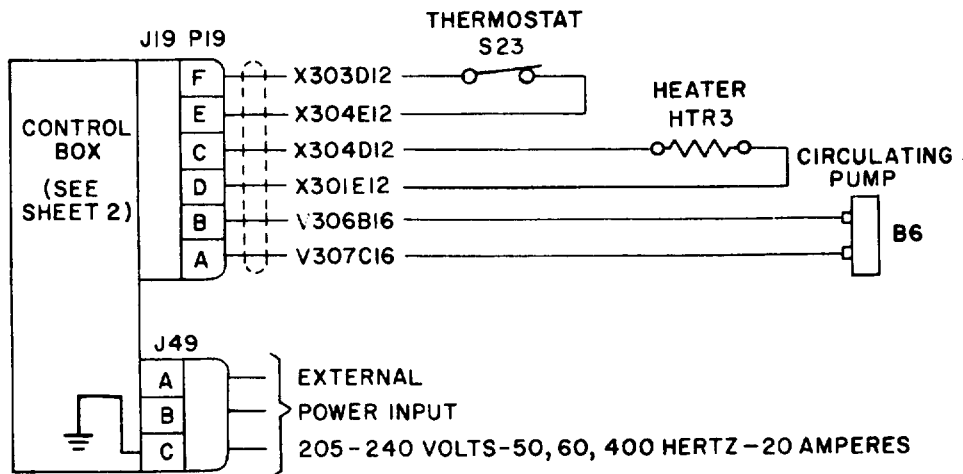 THERMOSTAT
S23
J19 P19
F X303D12
E X304E12
HEATER
HTR3
CONTROL
BOX
(SEE
SHEET 2)
C X304D12
D X301E12
CIRCULATING
PUMP
B V306B16
B6
A V307C16
J49
A EXTERNAL
B POWER INPUT
C 205-240 VOLTS-50, 60, 400 HERTZ-20 AMPERES